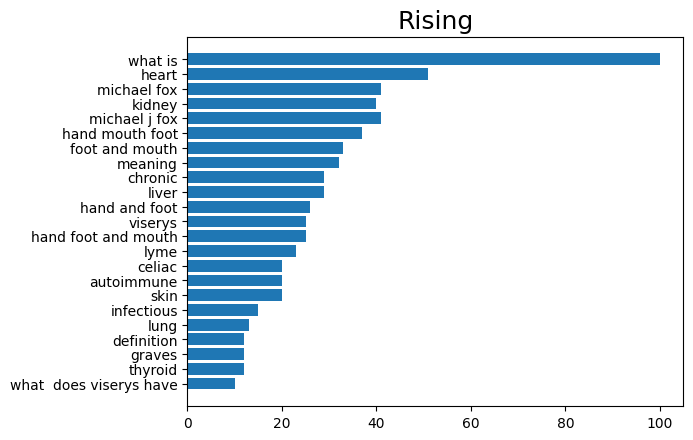 Rising
what is
heart
michael fox
kidney
michael j fox
hand mouth foot
foot and mouth
meaning
chronic
liver
hand and foot
viserys
hand foot and mouth
lyme
celiac
autoimmune
skin
infectious
lung
definition
graves
thyroid
what  does viserys have
0 20 40 60 80 100